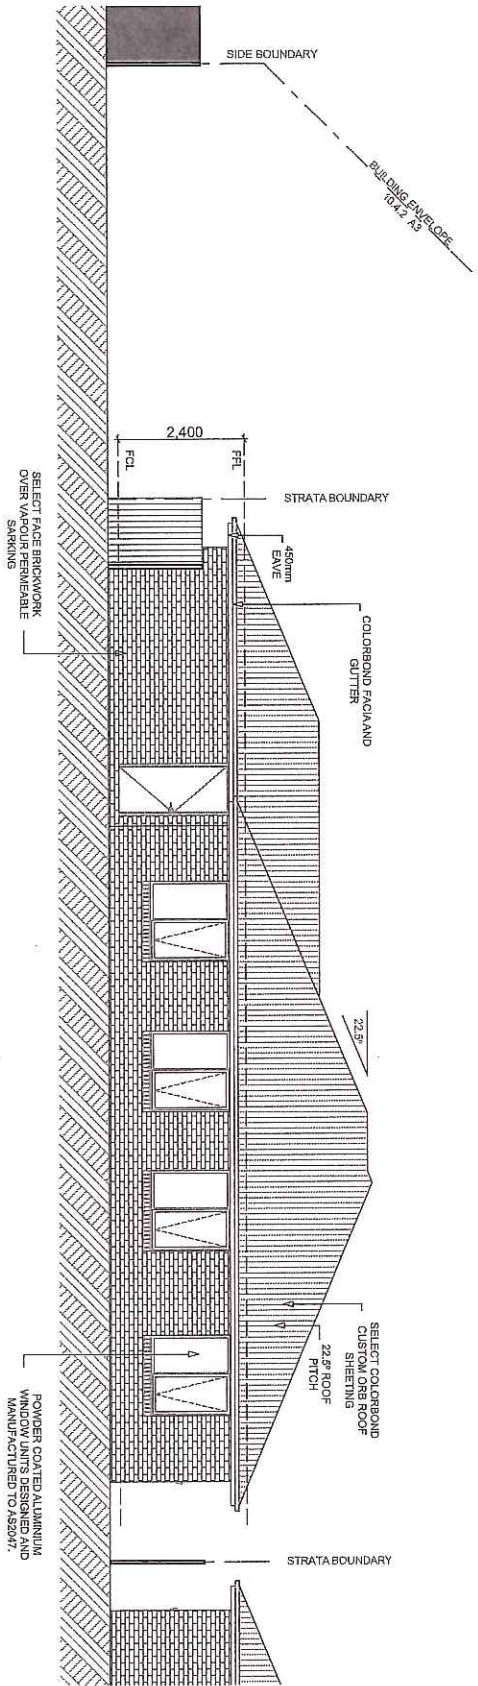 SIDE BOUNDARY
BUILDING ENVELOPE
10.4.2 A3
2,400
FCL
FFL
STRATA BOUNDARY
450mm
EAVE
COLORBOND FACIA AND
GUTTER
SELECT FACE BRICKWORK
OVER VAPOUR PERMEABLE
SARKING
22.5°
SELECT COLORBOND
CUSTOM ORB ROOF
SHEETING
22.5° ROOF
PITCH
POWDER COATED ALUMINIUM
WINDOW UNITS DESIGNED AND
MANUFACTURED TO AS2047.
STRATA BOUNDARY